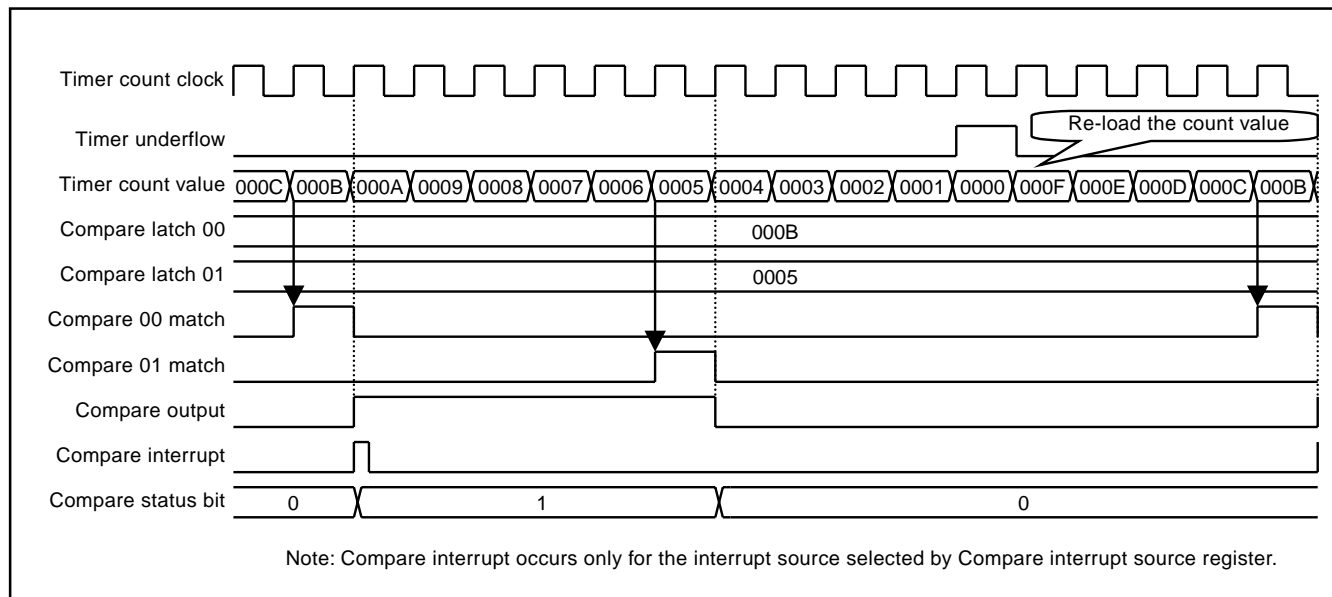 Timer count clock
Timer underflow
Re-load the count value
Timer count value 000C 000B 000A 0009 0008 0007 0006 0005 0004 0003 0002 0001 0000 000F 000E 000D 000C 000B
Compare latch 00 000B
Compare latch 01 0005
Compare 00 match
Compare 01 match
Compare output
Compare interrupt
Compare status bit 0 1 0
Note: Compare interrupt occurs only for the interrupt source selected by Compare interrupt source register.